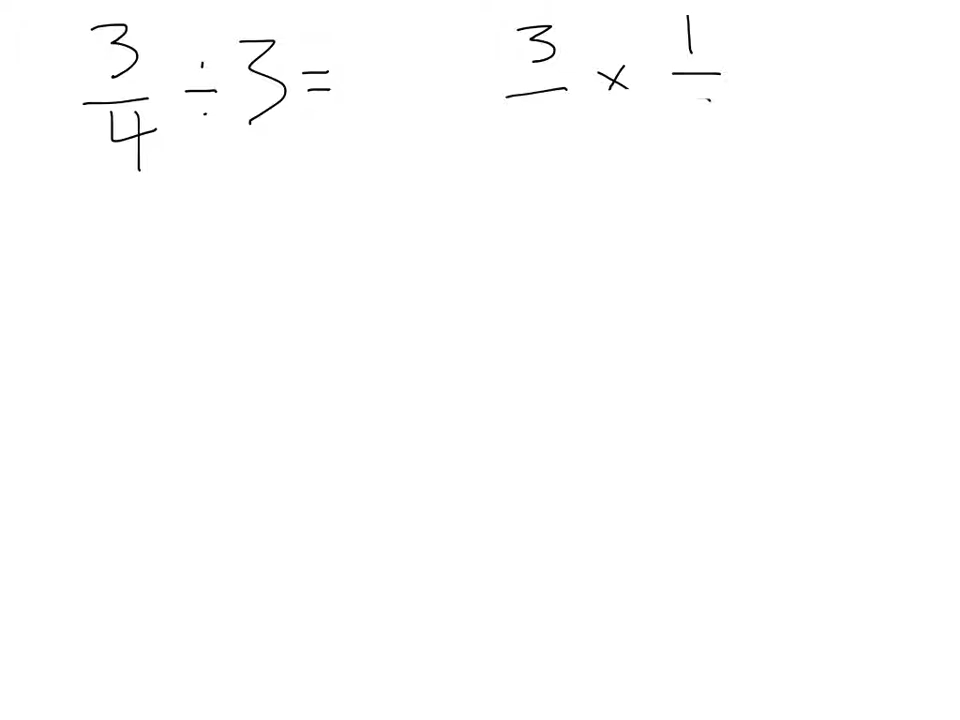 3/4 ÷ 3 = 3/ × 1/